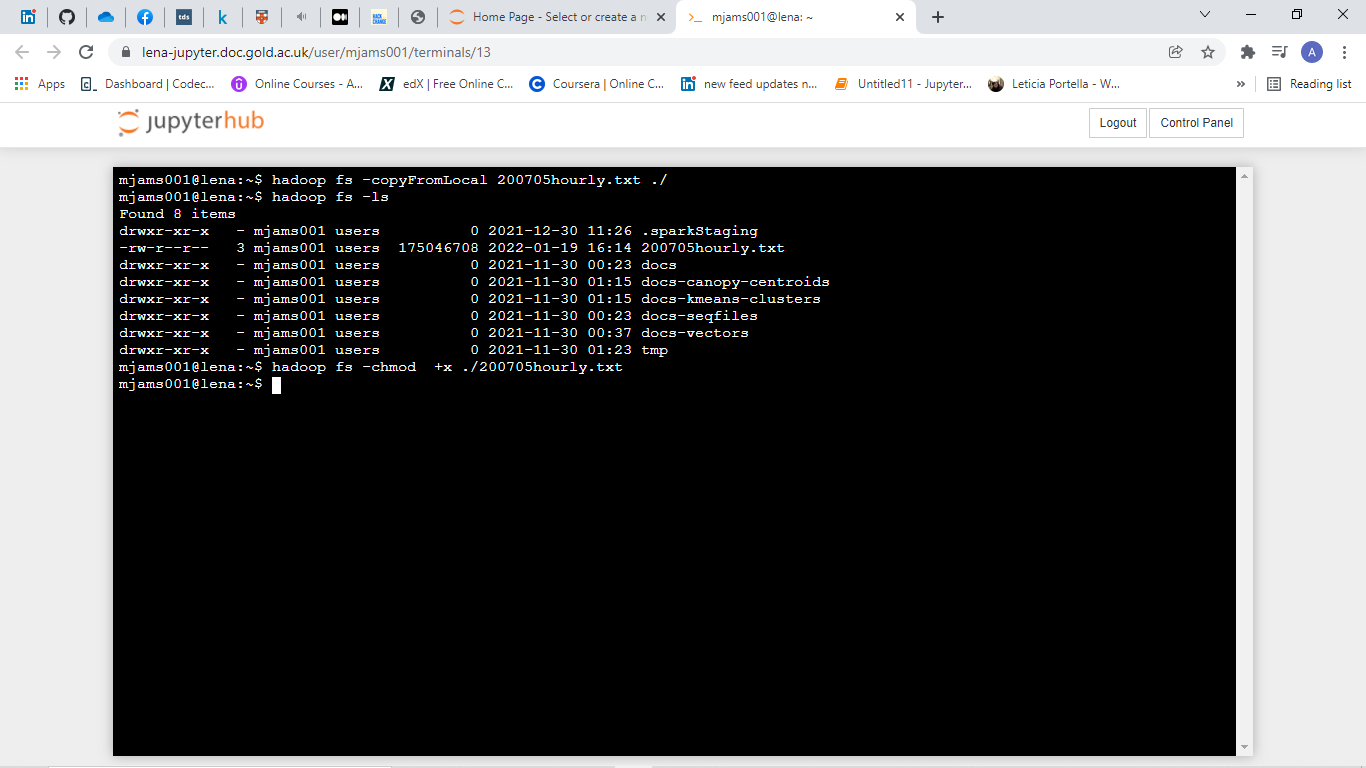 Home Page - Select or create a n
mjams001@lena: ~
lena-jupyter.doc.gold.ac.uk/user/mjams001/terminals/13
A
Apps
Dashboard | Codec...
Online Courses - A...
edX | Free Online C...
Coursera | Online C...
new feed updates n...
Untitled11 - Jupyter...
Leticia Portella - W...
»
Reading list
jupyterhub
Logout
Control Panel
mjams001@lena:~$ hadoop fs -copyFromLocal 200705hourly.txt ./
mjams001@lena:~$ hadoop fs -ls
Found 8 items
drwxr-xr-x   - mjams001 users          0 2021-12-30 11:26 .sparkStaging
-rw-r--r--   3 mjams001 users  175046708 2022-01-19 16:14 200705hourly.txt
drwxr-xr-x   - mjams001 users          0 2021-11-30 00:23 docs
drwxr-xr-x   - mjams001 users          0 2021-11-30 01:15 docs-canopy-centroids
drwxr-xr-x   - mjams001 users          0 2021-11-30 01:15 docs-kmeans-clusters
drwxr-xr-x   - mjams001 users          0 2021-11-30 00:23 docs-seqfiles
drwxr-xr-x   - mjams001 users          0 2021-11-30 00:37 docs-vectors
drwxr-xr-x   - mjams001 users          0 2021-11-30 01:23 tmp
mjams001@lena:~$ hadoop fs -chmod  +x ./200705hourly.txt
mjams001@lena:~$